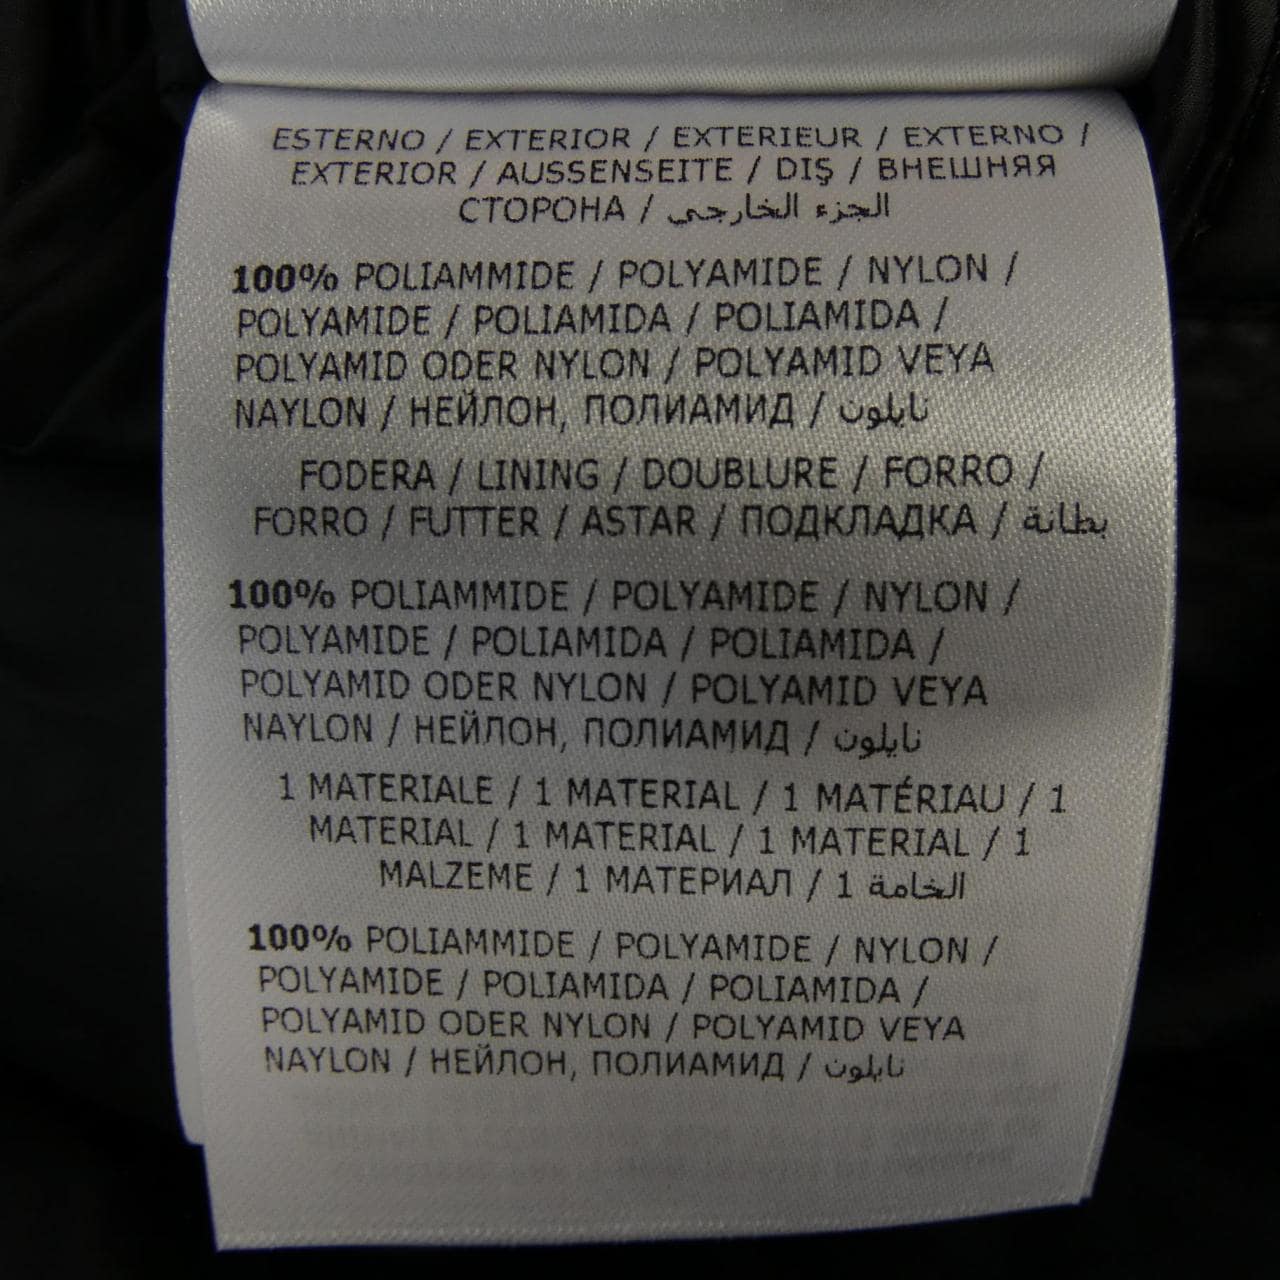 ESTERNO / EXTERIOR / EXTERIEUR / EXTERNO /
EXTERIOR / AUSSENSEITE / DIŞ / ВНЕШНЯЯ
СТОРОНА / الجزء الخارجي
100% POLIAMMIDE / POLYAMIDE / NYLON /
POLYAMIDE / POLIAMIDA / POLIAMIDA /
POLYAMID ODER NYLON / POLYAMID VEYA
NAYLON / НЕЙЛОН, ПОЛИАМИД / نايلون
FODERA / LINING / DOUBLURE / FORRO /
FORRO / FUTTER / ASTAR / ПОДКЛАДКА / بطانة
100% POLIAMMIDE / POLYAMIDE / NYLON /
POLYAMIDE / POLIAMIDA / POLIAMIDA /
POLYAMID ODER NYLON / POLYAMID VEYA
NAYLON / НЕЙЛОН, ПОЛИАМИД / نايلون
1 MATERIALE / 1 MATERIAL / 1 MATÉRIAU / 1
MATERIAL / 1 MATERIAL / 1 MATERIAL / 1
MALZEME / 1 МАТЕРИАЛ / 1 الخامة
100% POLIAMMIDE / POLYAMIDE / NYLON /
POLYAMIDE / POLIAMIDA / POLIAMIDA /
POLYAMID ODER NYLON / POLYAMID VEYA
NAYLON / НЕЙЛОН, ПОЛИАМИД / نايلون